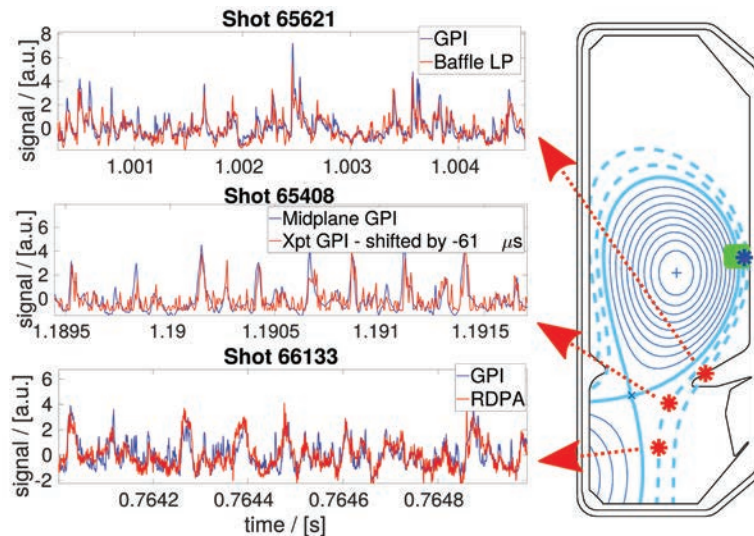 Shot 65621
signal / [a.u.]
8
6
4
2
0
GPI
Baffle LP
1.001
1.002
1.003
1.004
Shot 65408
signal / [a.u.]
6
4
2
0
Midplane GPI
Xpt GPI - shifted by -61 μs
1.1895
1.19
1.1905
1.191
1.1915
Shot 66133
signal / [a.u.]
6
4
2
0
-2
GPI
RDPA
0.7642
0.7644
0.7646
0.7648
time / [s]